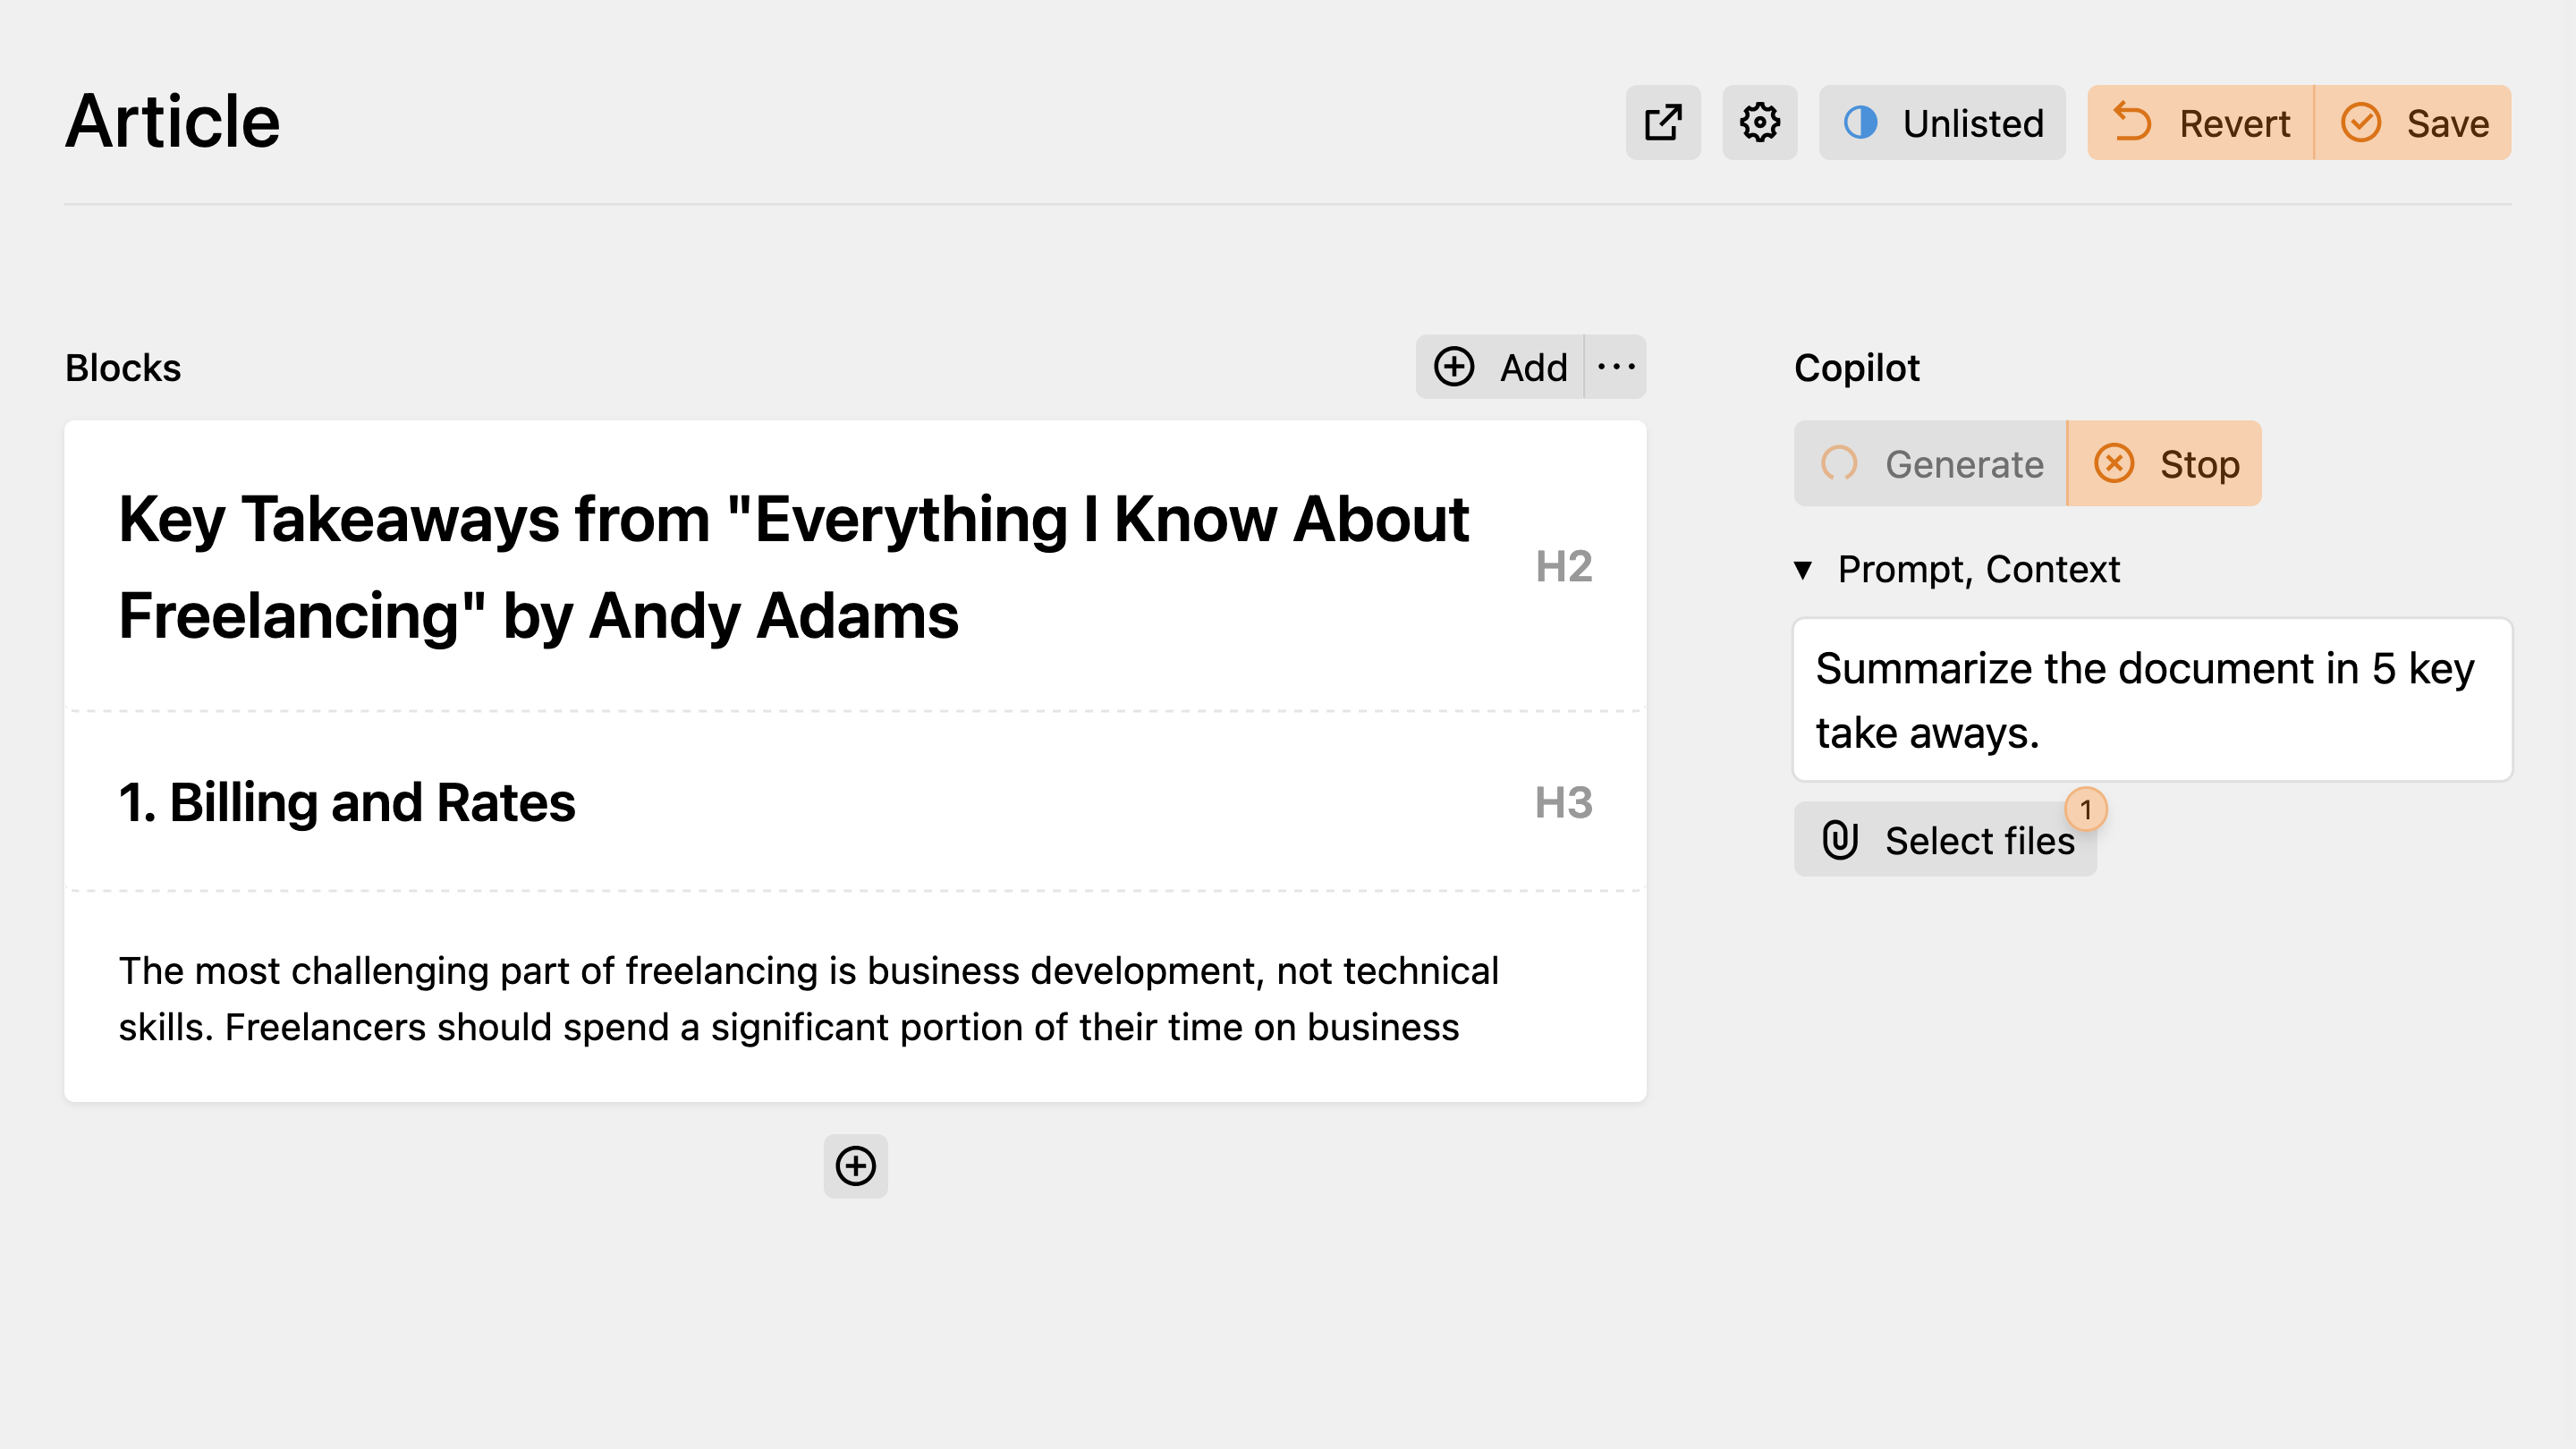 Article
Unlisted
Revert
Save
Blocks
Add
Key Takeaways from "Everything I Know About
Freelancing" by Andy Adams
H2
1. Billing and Rates
H3
The most challenging part of freelancing is business development, not technical
skills. Freelancers should spend a significant portion of their time on business
Copilot
Generate
Stop
Prompt, Context
Summarize the document in 5 key
take aways.
Select files
1